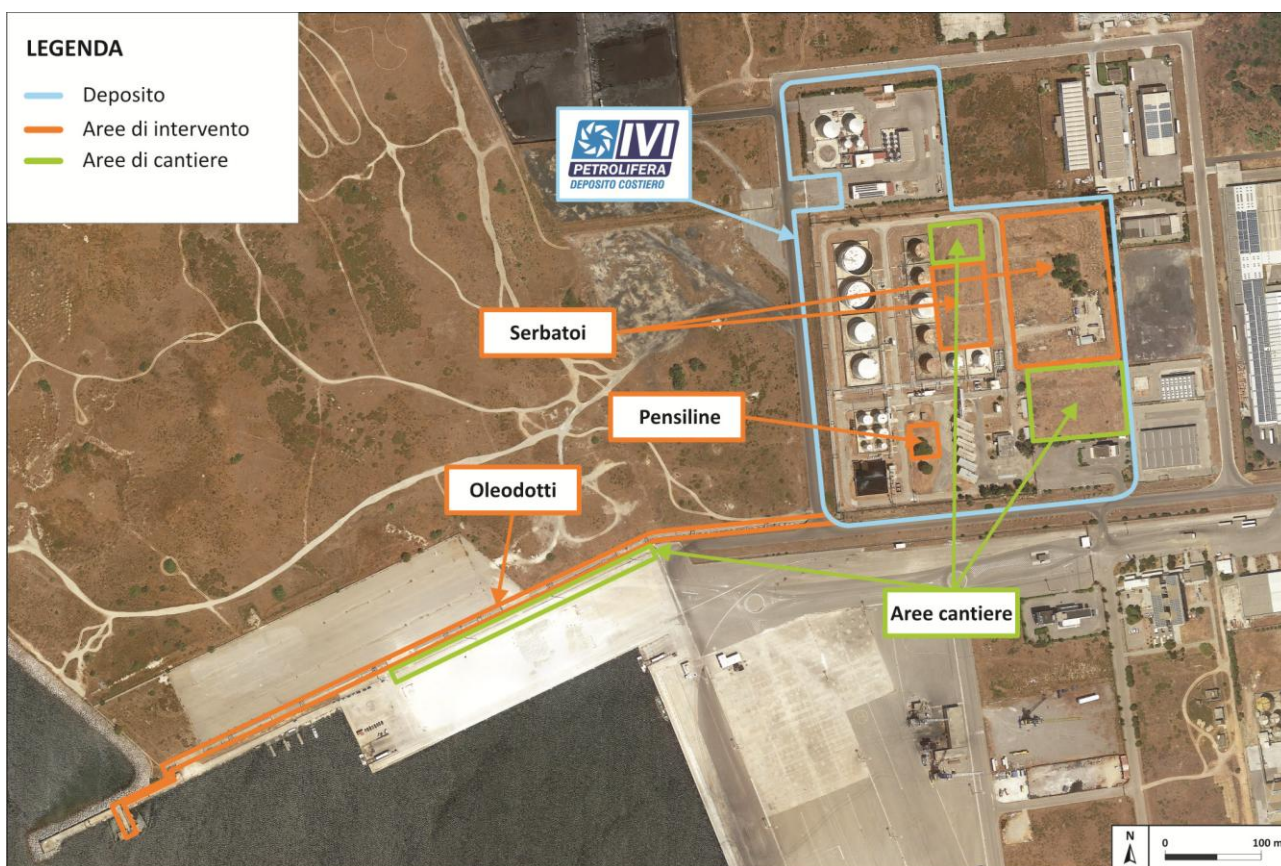 LEGENDA
Deposito
Aree di intervento
Aree di cantiere
IVI
PETROLIFERA
DEPOSITO COSTIERO
Serbatoi
Pensiline
Oleodotti
Aree cantiere
N
0 100 m